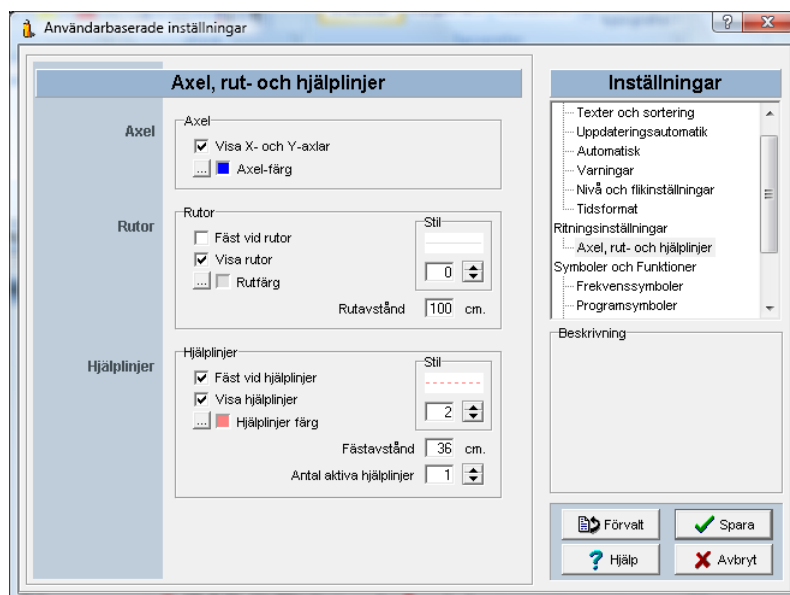 Användarbaserade inställningar
Axel, rut- och hjälplinjer
Axel
Axel
Visa X- och Y-axlar
... Axel-färg
Rutor
Rutor
Fäst vid rutor
Visa rutor
... Rutfärg
Stil
0
Rutavstånd 100 cm.
Hjälplinjer
Hjälplinjer
Fäst vid hjälplinjer
Visa hjälplinjer
... Hjälplinjer färg
Stil
2
Fästavstånd 36 cm.
Antal aktiva hjälplinjer 1
Inställningar
Texter och sortering
Uppdateringsautomatik
Automatisk
Varningar
Nivå och flikinställningar
Tidsformat
Ritningsinställningar
Axel, rut- och hjälplinjer
Symboler och Funktioner
Frekvenssymboler
Programsymboler
Beskrivning
Förvalt
Spara
Hjälp
Avbryt